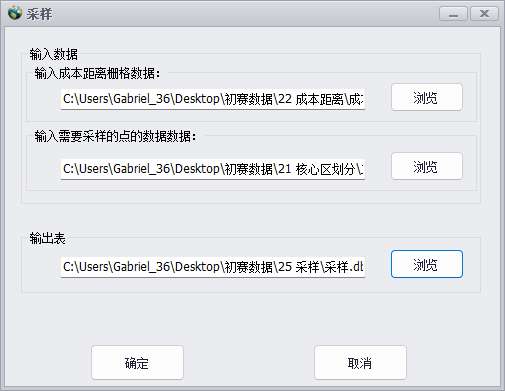 采样
输入数据
输入成本距离栅格数据：
C:\Users\Gabriel_36\Desktop\初赛数据\22 成本距离\成
浏览
输入需要采样的点的数据数据：
C:\Users\Gabriel_36\Desktop\初赛数据\21 核心区划分\
浏览
输出表
C:\Users\Gabriel_36\Desktop\初赛数据\25 采样\采样.db
浏览
确定
取消